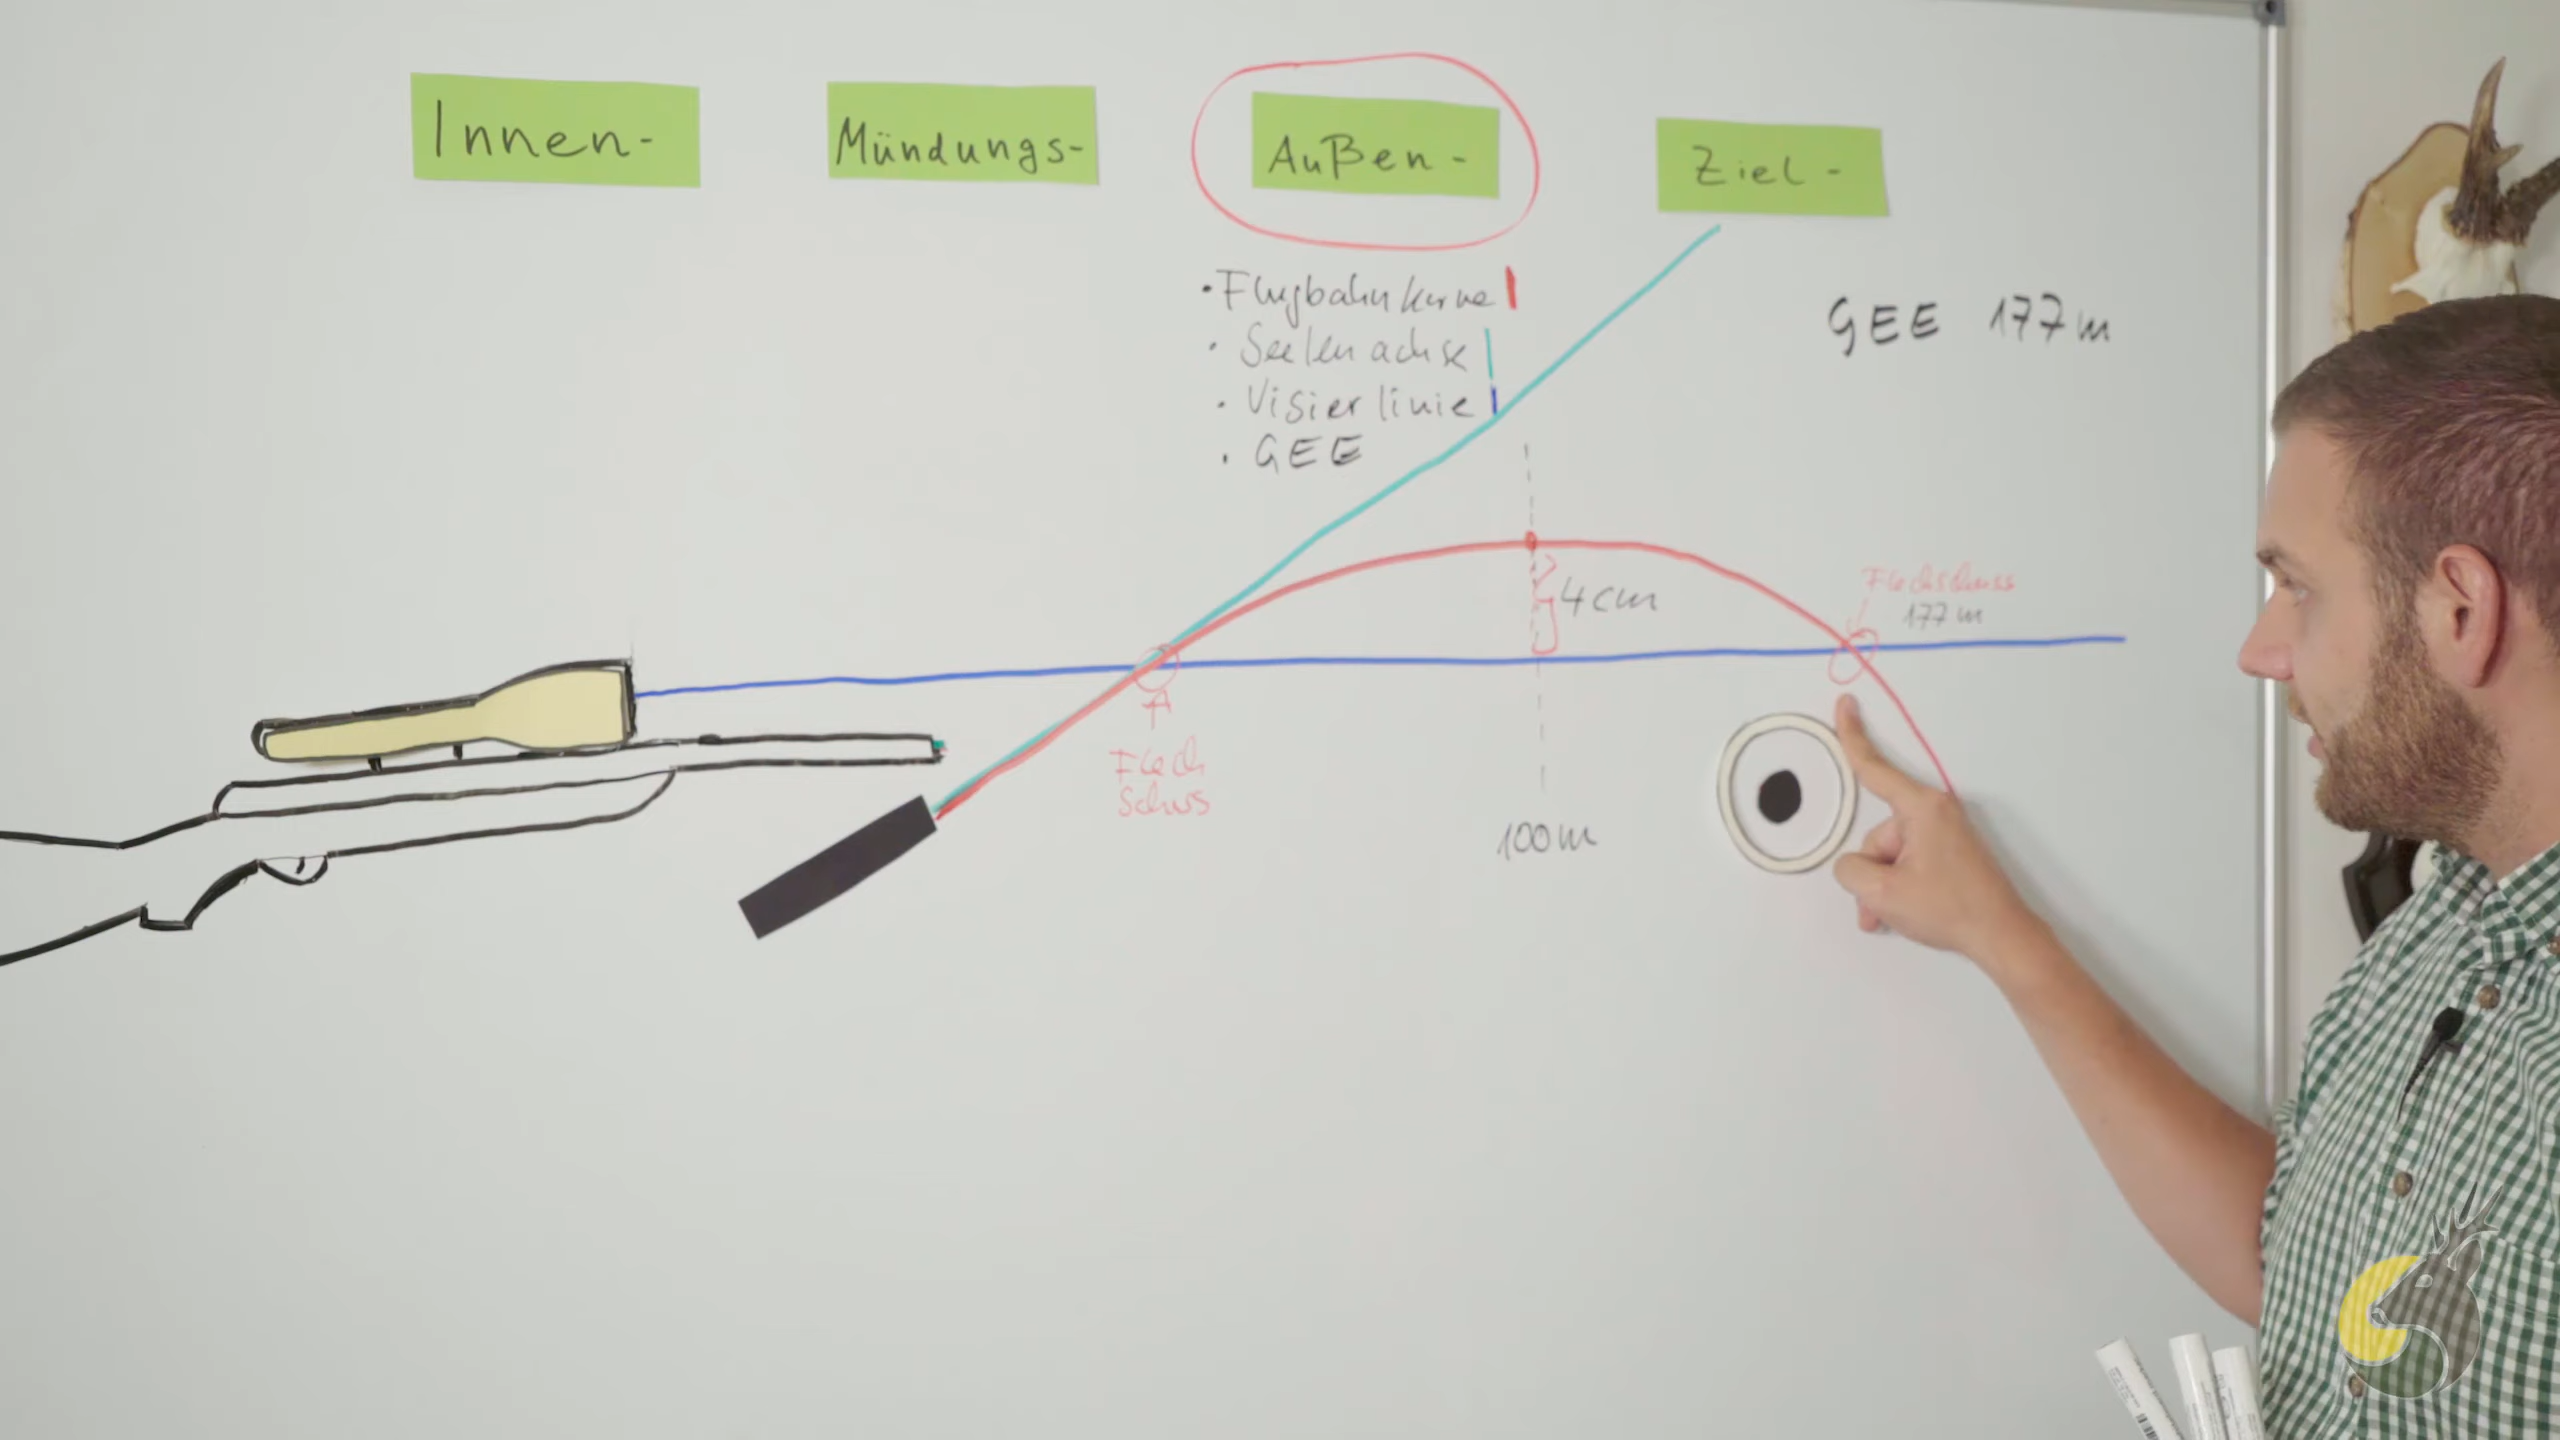 Innen-
Mündungs-
Außen-
Ziel-
• Flugbahnkurve
• Seelenachse
• Visierlinie
• GEE
GEE 177m
4cm
Fleckschuss
177m
Fleck
Schuss
100m